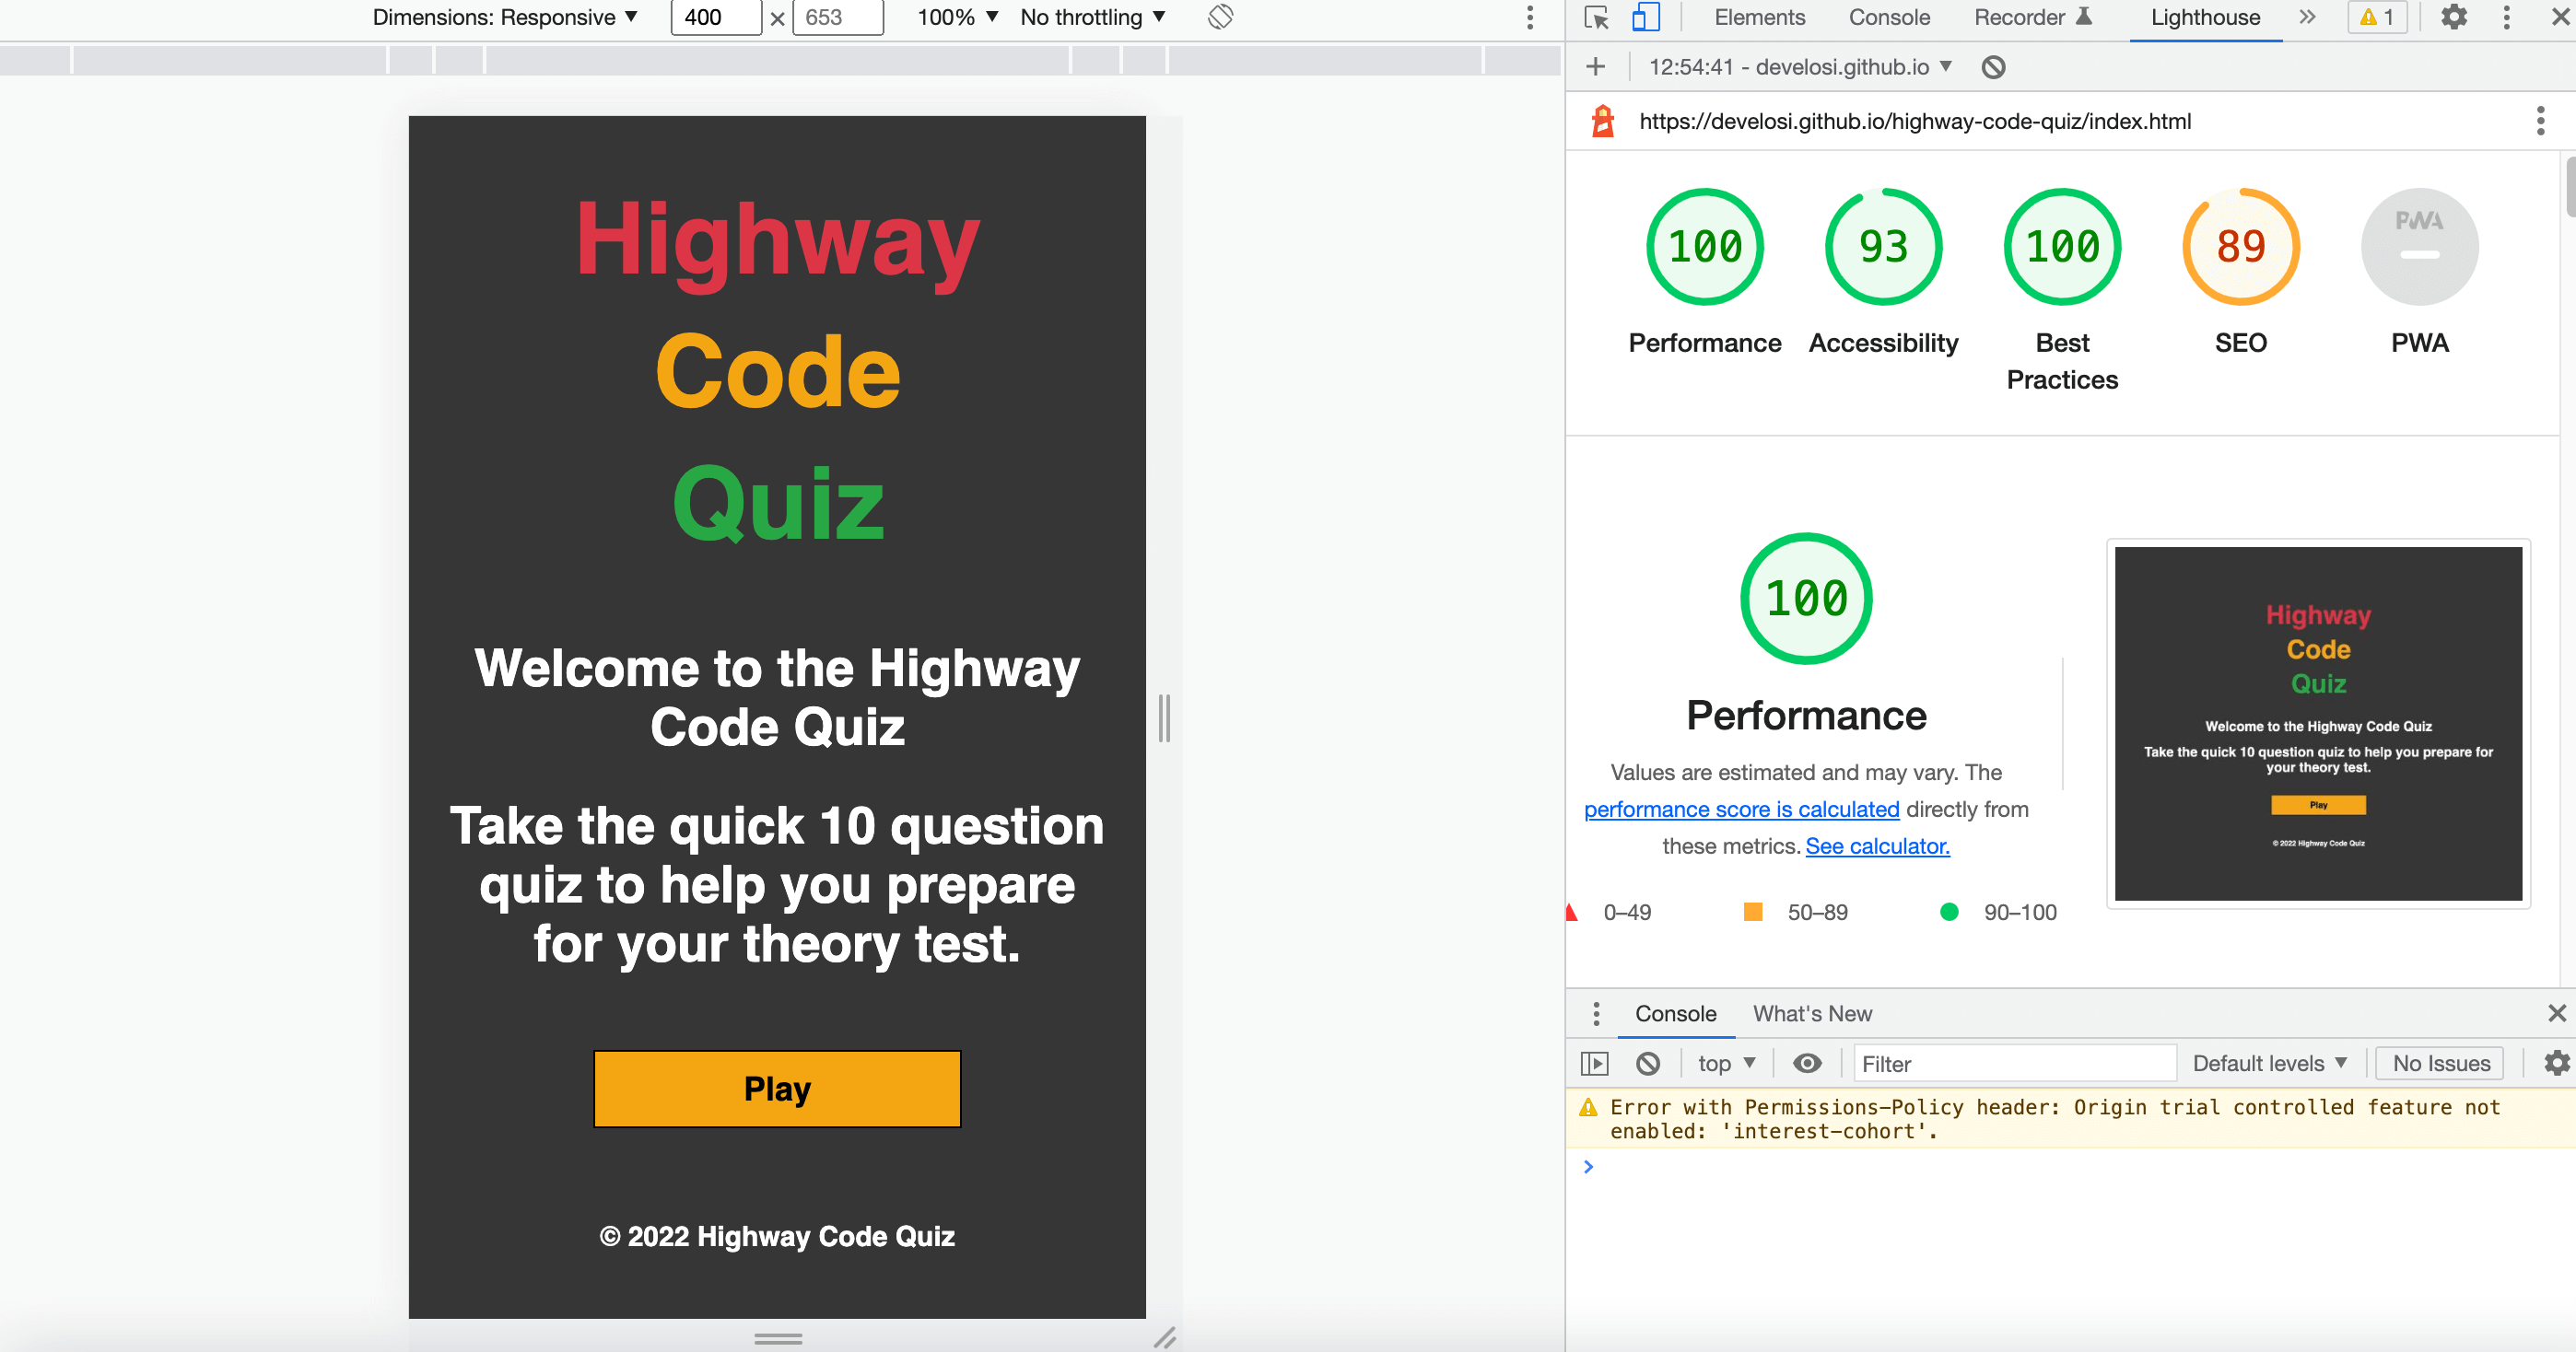 Dimensions: Responsive ▼ 400 × 653 100% ▼ No throttling ▼
Highway
Code
Quiz
Welcome to the Highway
Code Quiz
Take the quick 10 question
quiz to help you prepare
for your theory test.
Play
© 2022 Highway Code Quiz
Elements Console Recorder Lighthouse 1
12:54:41 - develosi.github.io ▼
https://develosi.github.io/highway-code-quiz/index.html
100 93 100 89 PWA
Performance Accessibility Best Practices SEO PWA
100
Performance
Values are estimated and may vary. The
performance score is calculated directly from
these metrics. See calculator.
0–49 50–89 90–100
Highway
Code
Quiz
Welcome to the Highway Code Quiz
Take the quick 10 question quiz to help you prepare for
your theory test.
Play
© 2022 Highway Code Quiz
Console What's New
top ▼ Filter Default levels ▼ No Issues
Error with Permissions-Policy header: Origin trial controlled feature not
enabled: 'interest-cohort'.